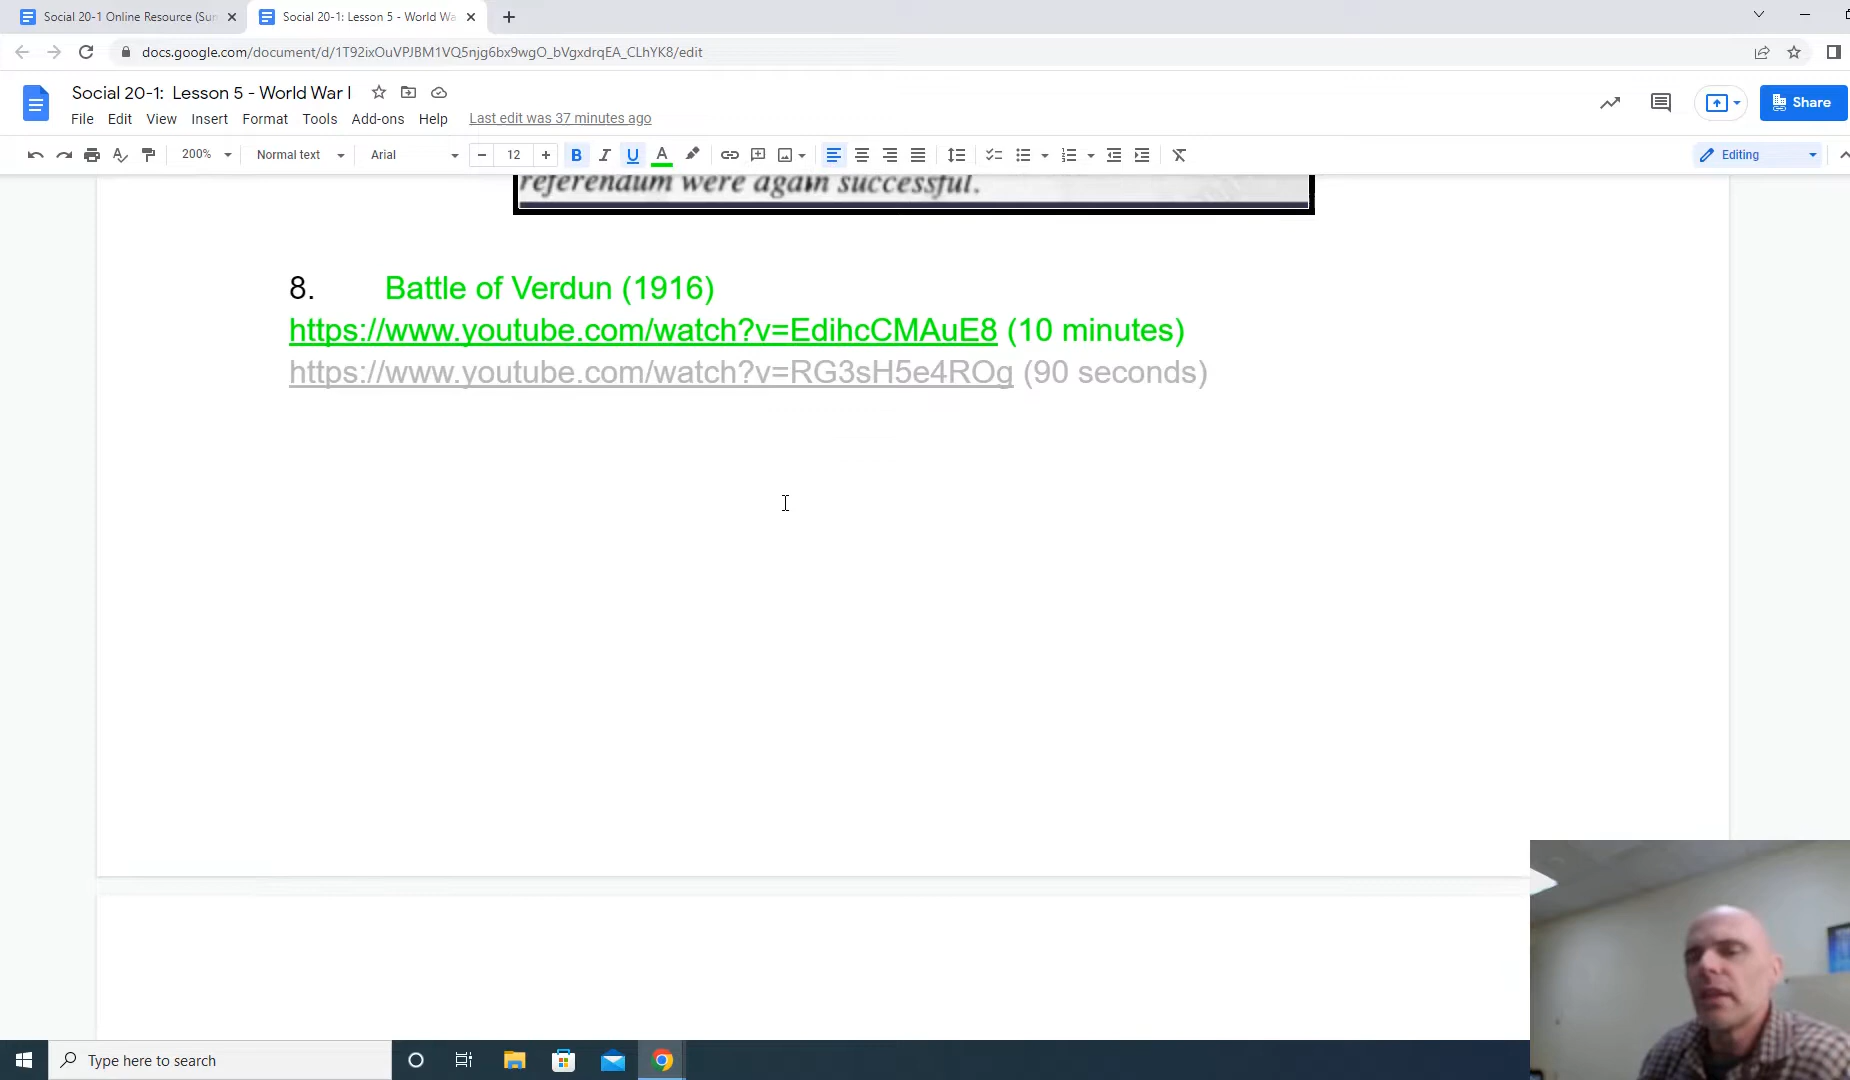 Social 20-1 Online Resource (Sum
Social 20-1: Lesson 5 - World Wa
docs.google.com/document/d/1T92ixOuVPJBM1VQ5njg6bx9wgO_bVgxdrqEA_CLhYK8/edit
Social 20-1: Lesson 5 - World War I
Share
File Edit View Insert Format Tools Add-ons Help Last edit was 37 minutes ago
200% Normal text Arial 12 B I U A Editing
referendum were again successful.
8. Battle of Verdun (1916)
https://www.youtube.com/watch?v=EdihcCMAuE8 (10 minutes)
https://www.youtube.com/watch?v=RG3sH5e4ROg (90 seconds)
Type here to search